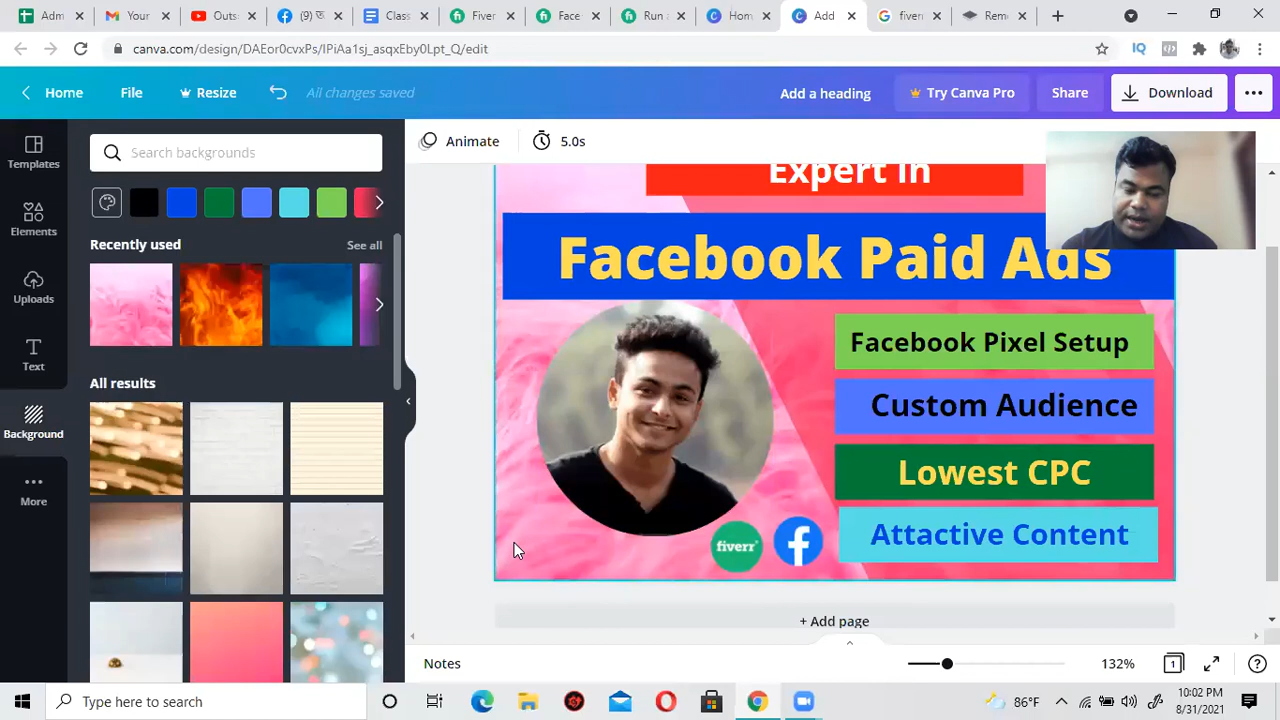 Adm
Your
Outs
(9) ক
Class
Fiver
Face
Run a
Hom
Add
fiverr
Remo
canva.com/design/DAEor0cvxPs/IPiAa1sj_asqxEby0Lpt_Q/edit
Home
File
Resize
All changes saved
Add a heading
Try Canva Pro
Share
Download
Templates
Elements
Uploads
Text
Background
More
Search backgrounds
Recently used
See all
All results
Animate
5.0s
Expert in
Facebook Paid Ads
Facebook Pixel Setup
Custom Audience
Lowest CPC
Attactive Content
fiverr
+ Add page
Notes
132%
1
Type here to search
86°F
10:02 PM
8/31/2021